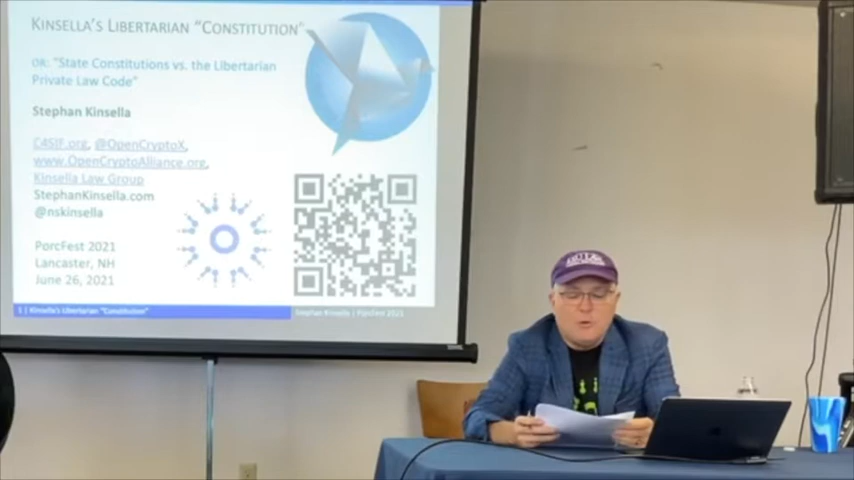 KINSELLA'S LIBERTARIAN "CONSTITUTION"
OR: "State Constitutions vs. the Libertarian
Private Law Code"
Stephan Kinsella
C4SIF.org, @OpenCryptoX,
www.OpenCryptoAlliance.org,
Kinsella Law Group
StephanKinsella.com
@nskinsella
PorcFest 2021
Lancaster, NH
June 26, 2021
1 | Kinsella's Libertarian "Constitution"
Stephan Kinsella | PorcFest 2021